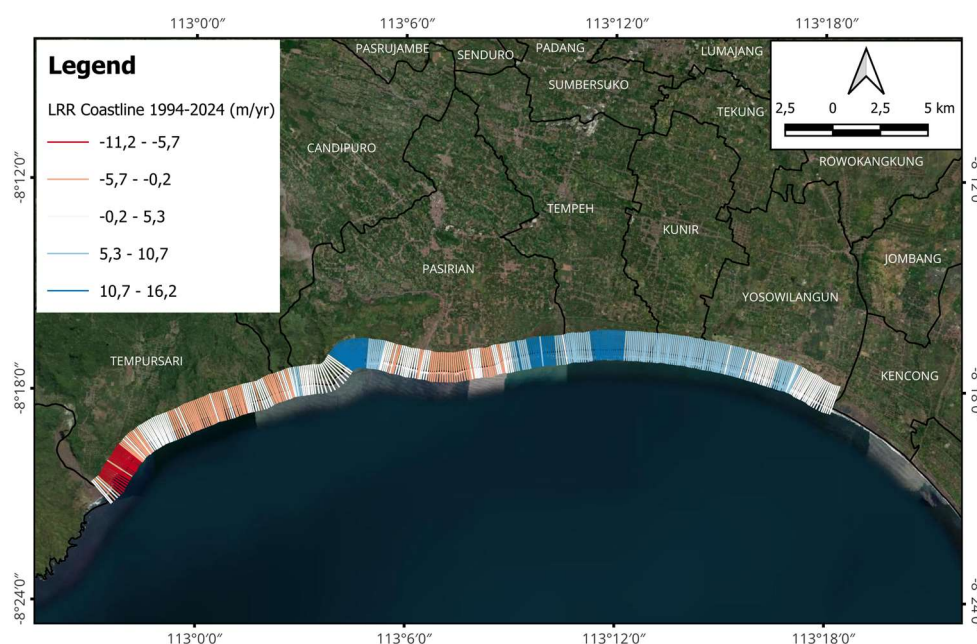 113°0′0″ 113°6′0″ 113°12′0″ 113°18′0″
Legend
LRR Coastline 1994-2024 (m/yr)
-11,2 - -5,7
-5,7 - -0,2
-0,2 - 5,3
5,3 - 10,7
10,7 - 16,2
2,5 0 2,5 5 km
PASRUJAMBE
SENDURO
PADANG
LUMAJANG
SUMBERSUKO
TEKUNG
CANDIPURO
ROWOKANGKUNG
TEMPEH
KUNIR
JOMBANG
PASIRIAN
YOSOWILANGUN
TEMPURSARI
KENCONG
-8°12′0″
-8°18′0″
-8°24′0″
113°0′0″ 113°6′0″ 113°12′0″ 113°18′0″